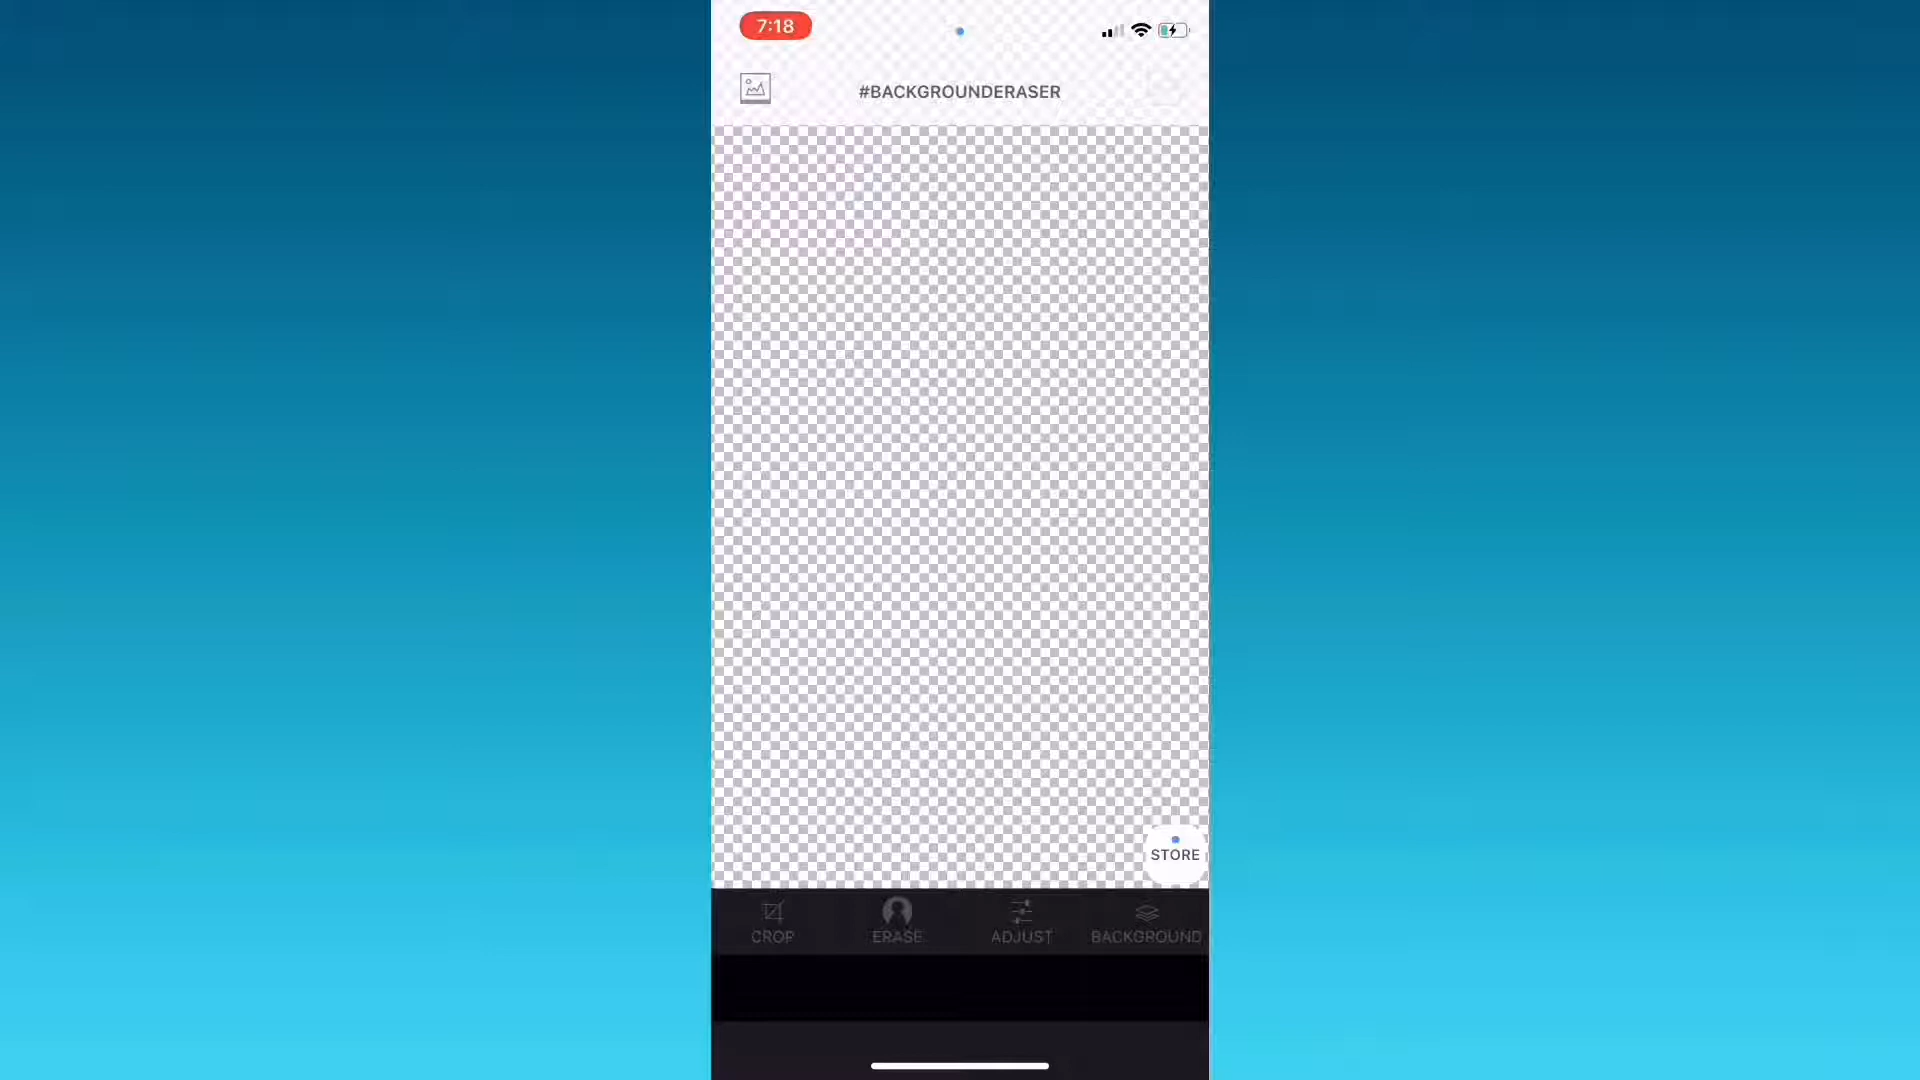 7:18
#BACKGROUNDERASER
STORE
CROP
ERASE
ADJUST
BACKGROUND